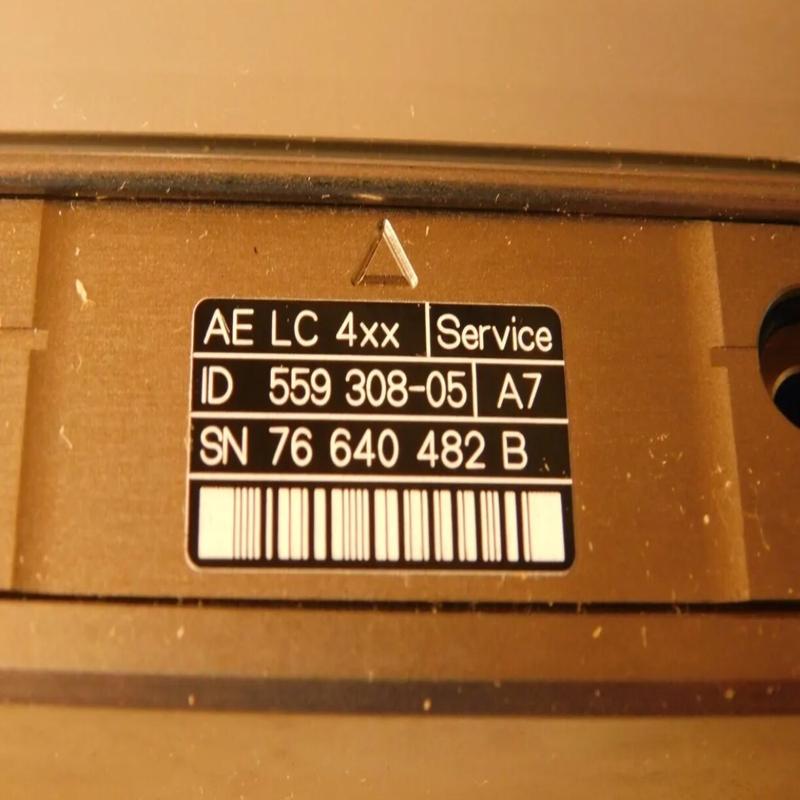 AE LC 4xx Service
ID 559 308-05 A7
SN 76 640 482 B